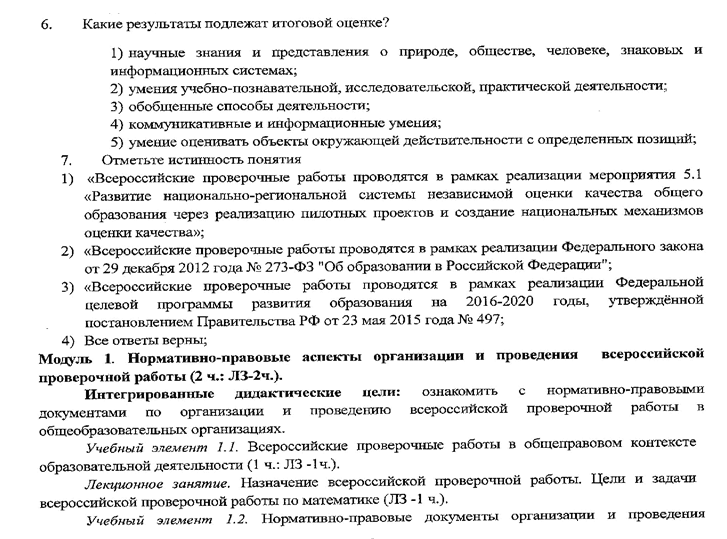 6. Какие результаты подлежат итоговой оценке?
1) научные знания и представления о природе, обществе, человеке, знаковых и
информационных системах;
2) умения учебно-познавательной, исследовательской, практической деятельности;
3) обобщенные способы деятельности;
4) коммуникативные и информационные умения;
5) умение оценивать объекты окружающей действительности с определенных позиций;
7. Отметьте истинность понятия
1) «Всероссийские проверочные работы проводятся в рамках реализации мероприятия 5.1
«Развитие национально-региональной системы независимой оценки качества общего
образования через реализацию пилотных проектов и создание национальных механизмов
оценки качества»;
2) «Всероссийские проверочные работы проводятся в рамках реализации Федерального закона
от 29 декабря 2012 года № 273-ФЗ "Об образовании в Российской Федерации";
3) «Всероссийские проверочные работы проводятся в рамках реализации Федеральной
целевой программы развития образования на 2016-2020 годы, утверждённой
постановлением Правительства РФ от 23 мая 2015 года № 497;
4) Все ответы верны;
Модуль 1. Нормативно-правовые аспекты организации и проведения всероссийской
проверочной работы (2 ч.: ЛЗ-2ч.).
Интегрированные дидактические цели: ознакомить с нормативно-правовыми
документами по организации и проведению всероссийской проверочной работы в
общеобразовательных организациях.
Учебный элемент 1.1. Всероссийские проверочные работы в общеправовом контексте
образовательной деятельности (1 ч.: ЛЗ -1ч.).
Лекционное занятие. Назначение всероссийской проверочной работы. Цели и задачи
всероссийской проверочной работы по математике (ЛЗ -1 ч.).
Учебный элемент 1.2. Нормативно-правовые документы организации и проведения